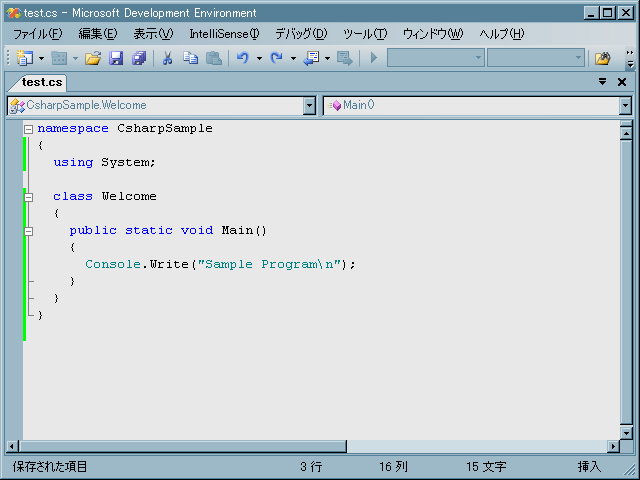 test.cs - Microsoft Development Environment
ファイル(F) 編集(E) 表示(V) IntelliSense(I) デバッグ(D) ツール(T) ウィンドウ(W) ヘルプ(H)
test.cs
CsharpSample.Welcome Main()
namespace CsharpSample
{
using System;
class Welcome
{
public static void Main()
{
Console.Write("Sample Program\n");
}
}
}
保存された項目 3 行 16 列 15 文字 挿入